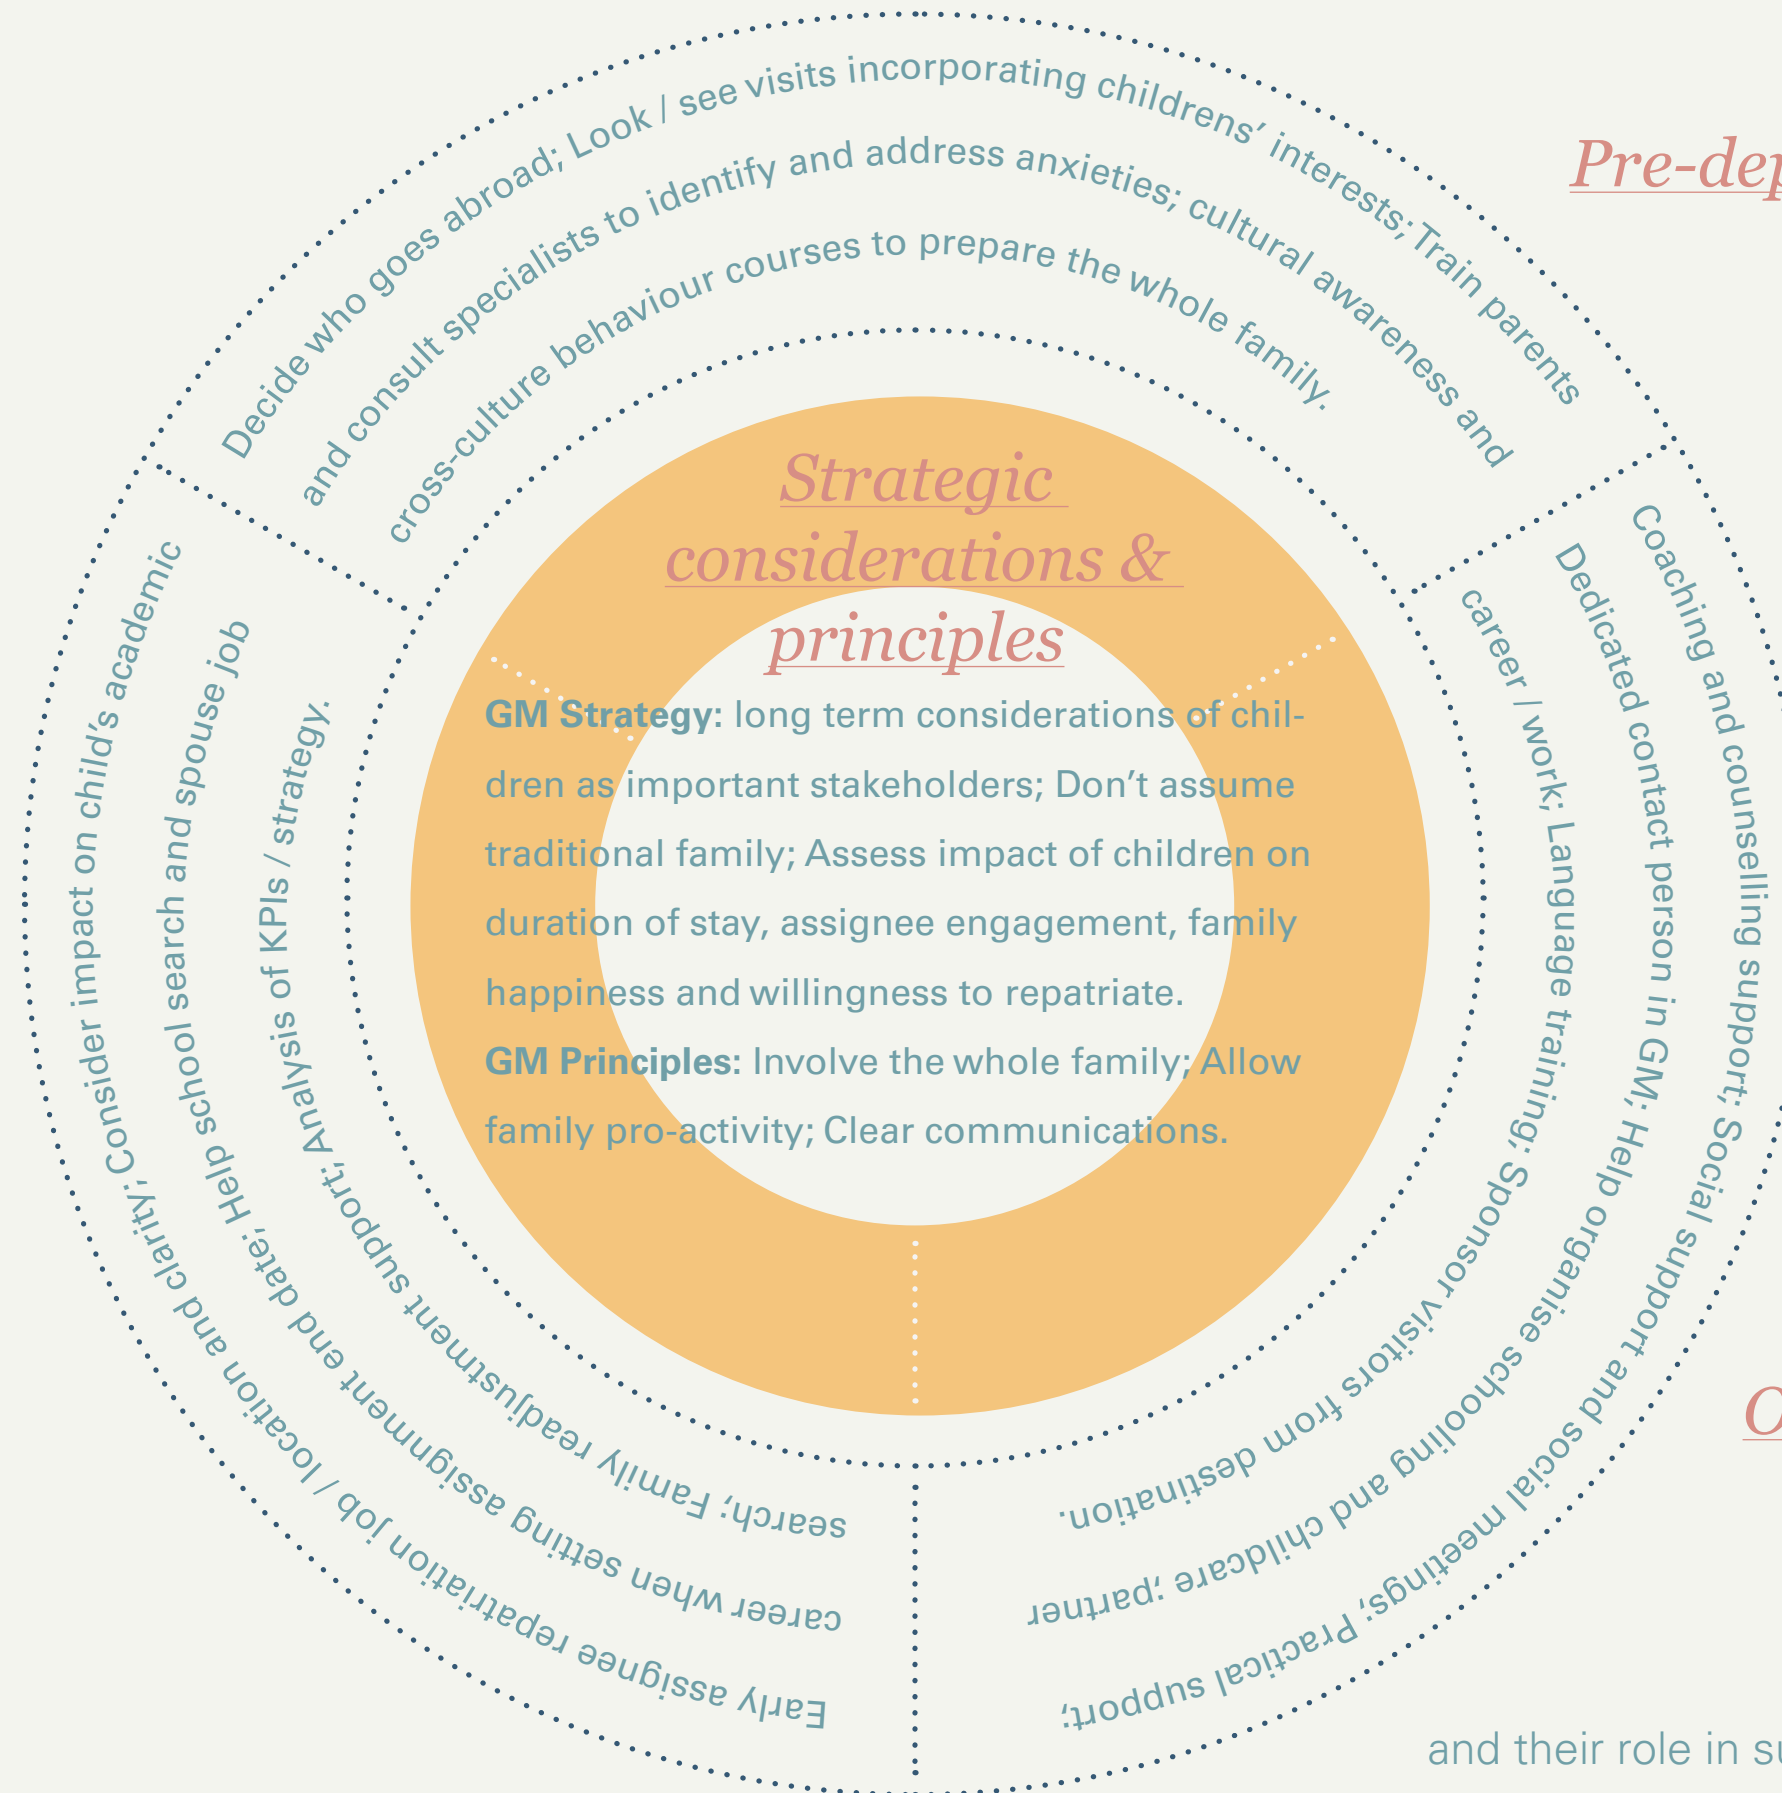 Decide who goes abroad; Look / see visits incorporating childrens’ interests; Train parents
and consult specialists to identify and address anxieties; cultural awareness and
cross-culture behaviour courses to prepare the whole family.
Pre-dep
Strategic
considerations &
principles
GM Strategy: long term considerations of chil-
dren as important stakeholders; Don’t assume
traditional family; Assess impact of children on
duration of stay, assignee engagement, family
happiness and willingness to repatriate.
GM Principles: Involve the whole family; Allow
family pro-activity; Clear communications.
Coaching and counselling support; Social support and social meetings; Practical support;
Dedicated contact person in GM; Help organise schooling and childcare; partner
career / work; Language training; Sponsor visitors from destination.
O
Early assignee repatriation job / location and clarity; Consider impact on child’s academic
career when setting assignment end date; Help school search and spouse job
search; Family readjustment support; Analysis of KPIs / strategy.
and their role in su